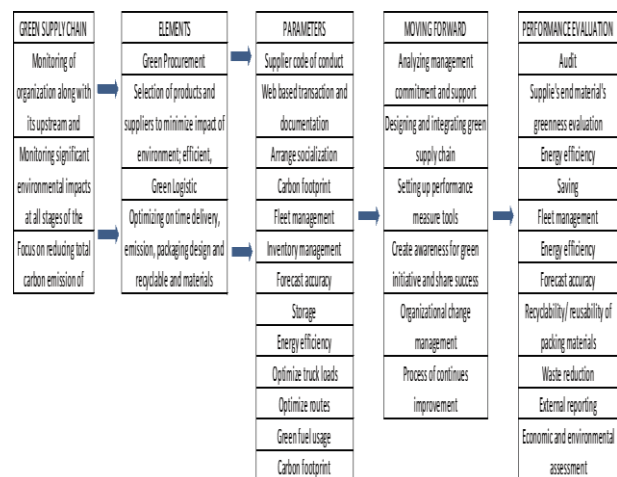 GREEN SUPPLY CHAIN
Monitoring of
organization along with
its upstream and
Monitoring significant
environmental impacts
at all stages of the
Focus on reducing total
carbon emission of
ELEMENTS
Green Procurement
Selection of products and
suppliers to minimize impact of
environment; efficient,
Green Logistic
Optimizing on time delivery,
emission, packaging design and
recyclable and materials
PARAMETERS
Supplier code of conduct
Web based transaction and
documentation
Arrange socialization
Carbon footprint
Fleet management
Inventory management
Forecast accuracy
Storage
Energy efficiency
Optimize truck loads
Optimize routes
Green fuel usage
Carbon footprint
MOVING FORWARD
Analyzing management
commitment and support
Designing and integrating green
supply chain
Setting up performance
measure tools
Create awareness for green
initiative and share success
Organizational change
management
Process of continues
improvement
PERFORMANCE EVALUATION
Audit
Supplie's end material's
greenness evaluation
Energy efficiency
Saving
Fleet management
Energy efficiency
Forecast accuracy
Recyclability/ reusability of
packing materials
Waste reduction
External reporting
Economic and environmental
assessment